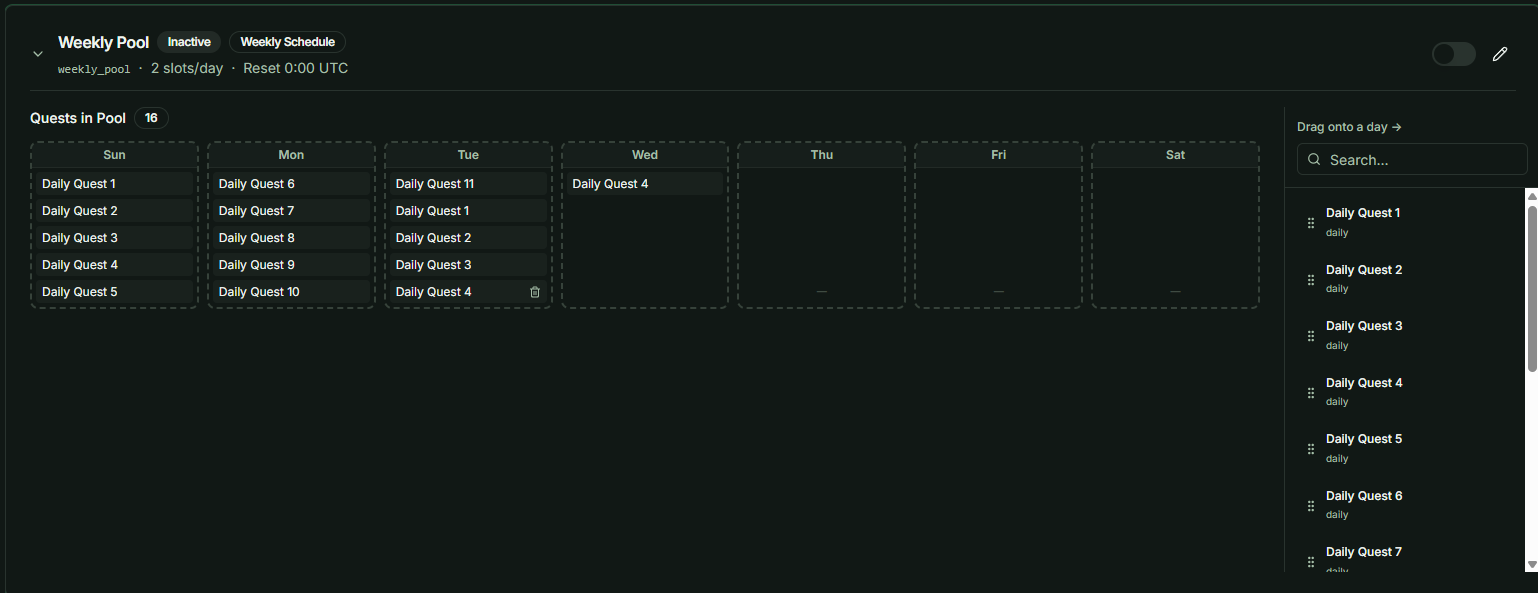 Weekly Pool Inactive Weekly Schedule
weekly_pool · 2 slots/day · Reset 0:00 UTC
Quests in Pool 16
Sun
Daily Quest 1
Daily Quest 2
Daily Quest 3
Daily Quest 4
Daily Quest 5
Mon
Daily Quest 6
Daily Quest 7
Daily Quest 8
Daily Quest 9
Daily Quest 10
Tue
Daily Quest 11
Daily Quest 1
Daily Quest 2
Daily Quest 3
Daily Quest 4
Wed
Daily Quest 4
Thu
—
Fri
—
Sat
—
Drag onto a day →
Search...
Daily Quest 1
daily
Daily Quest 2
daily
Daily Quest 3
daily
Daily Quest 4
daily
Daily Quest 5
daily
Daily Quest 6
daily
Daily Quest 7
daily